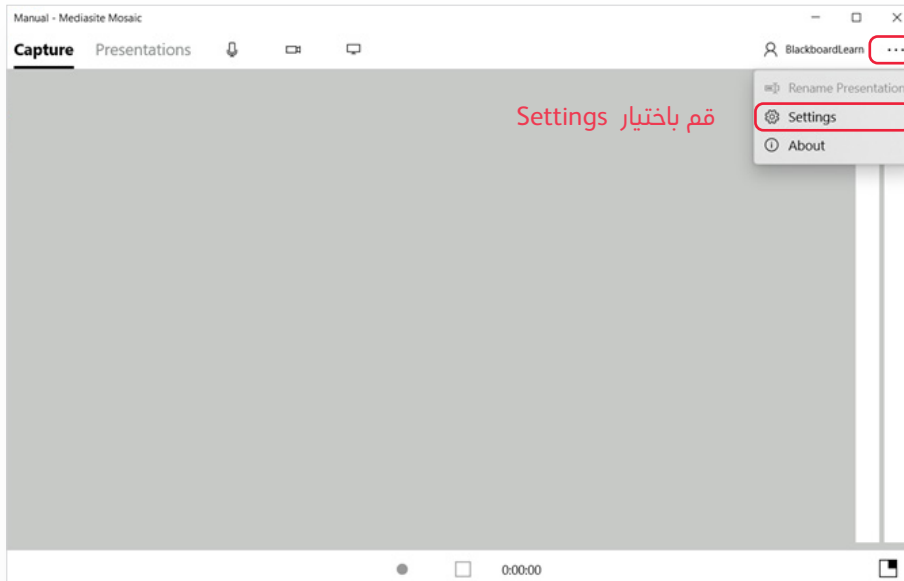 Manual - Mediasite Mosaic
Capture Presentations BlackboardLearn ...
Rename Presentation
قم باختيار Settings
Settings
About
0:00:00